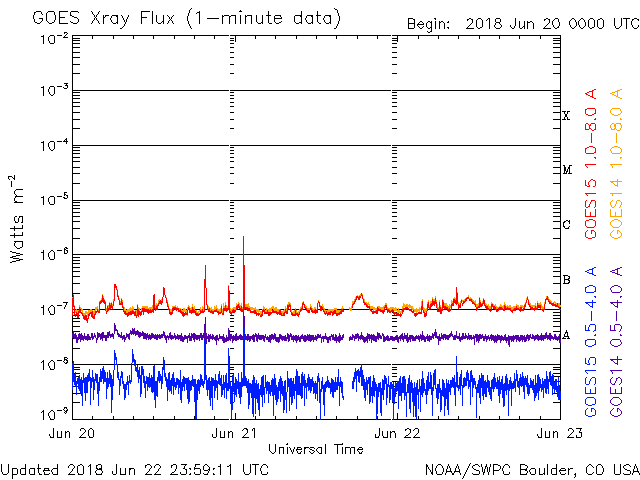 GOES Xray Flux (1-minute data)
Begin: 2018 Jun 20 0000 UTC
10-2
10-3
10-4
10-5
10-6
10-7
10-8
10-9
Watts m-2
X
M
C
B
A
GOES15 1.0-8.0 A
GOES14 1.0-8.0 A
GOES15 0.5-4.0 A
GOES14 0.5-4.0 A
Jun 20 Jun 21 Jun 22 Jun 23
Universal Time
Updated 2018 Jun 22 23:59:11 UTC
NOAA/SWPC Boulder, CO USA